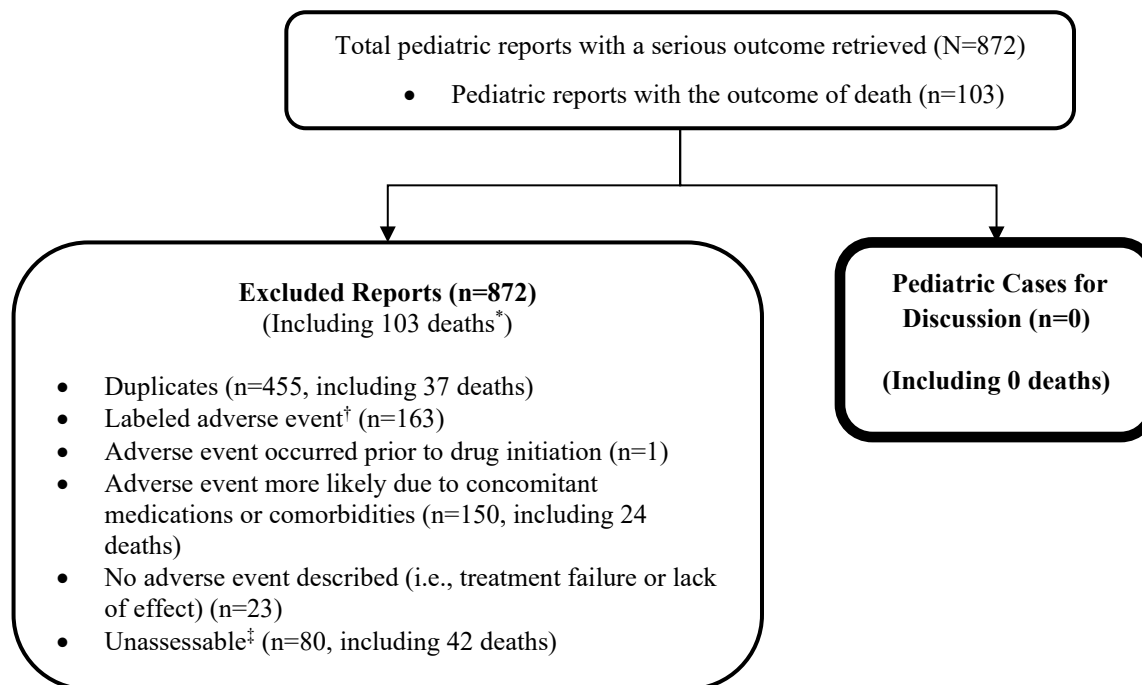 Total pediatric reports with a serious outcome retrieved (N=872)
• Pediatric reports with the outcome of death (n=103)
Excluded Reports (n=872)
(Including 103 deaths*)
• Duplicates (n=455, including 37 deaths)
• Labeled adverse event† (n=163)
• Adverse event occurred prior to drug initiation (n=1)
• Adverse event more likely due to concomitant
medications or comorbidities (n=150, including 24
deaths)
• No adverse event described (i.e., treatment failure or lack
of effect) (n=23)
• Unassessable‡ (n=80, including 42 deaths)
Pediatric Cases for
Discussion (n=0)
(Including 0 deaths)